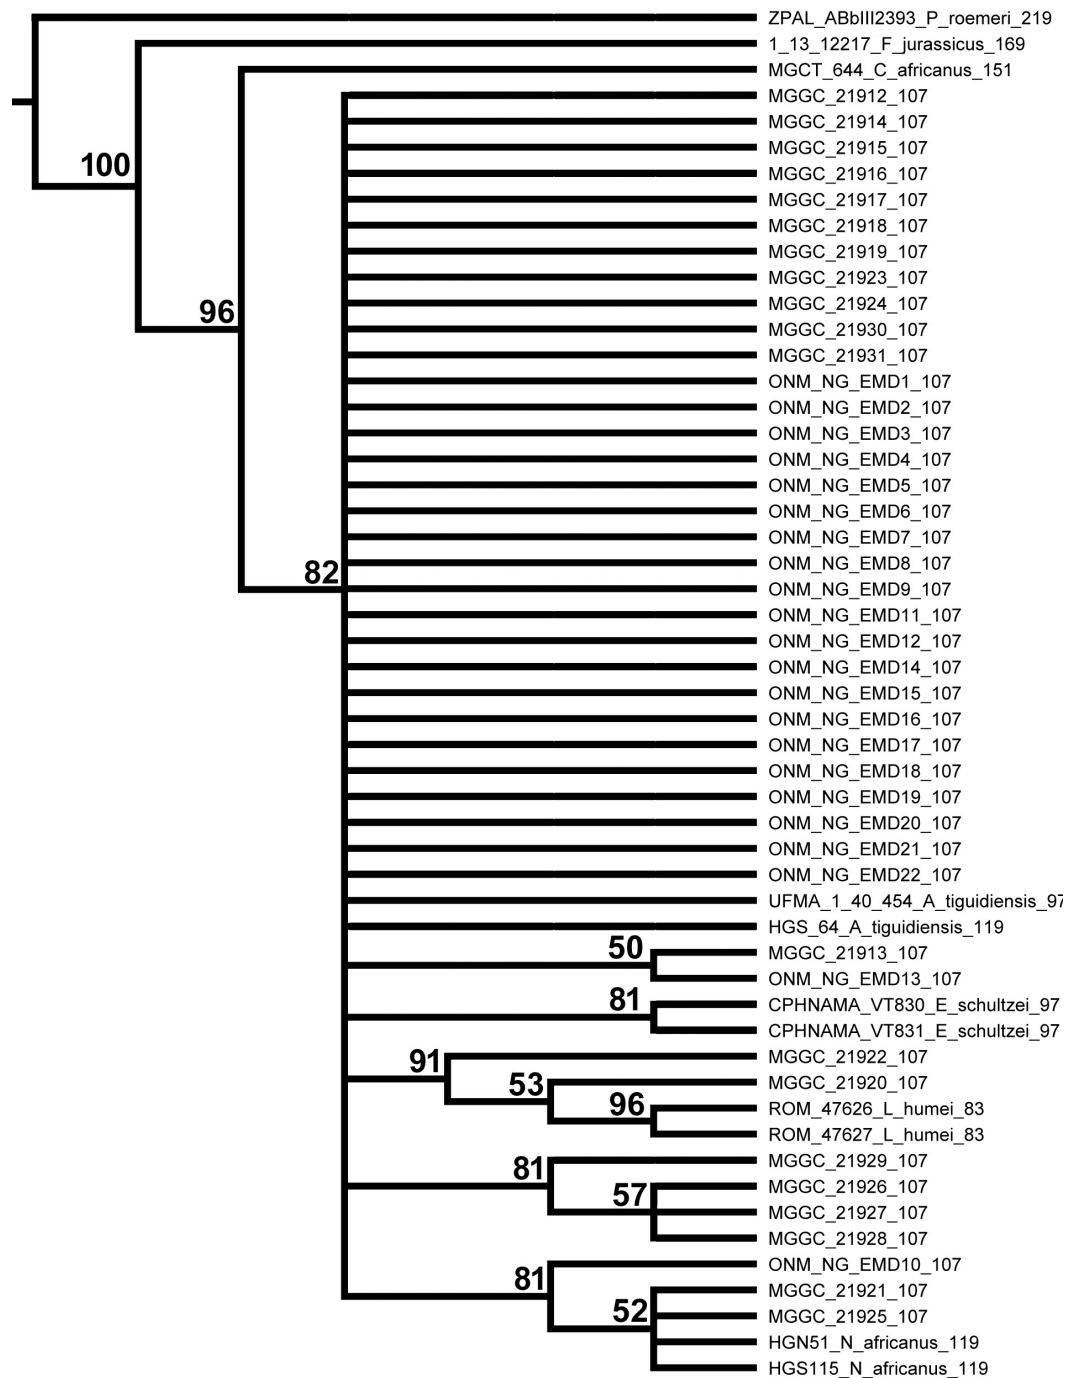 ZPAL_ABbIII2393_P_roemeri_219
1_13_12217_F_jurassicus_169
MGCT_644_C_africanus_151
MGGC_21912_107
MGGC_21914_107
MGGC_21915_107
100
MGGC_21916_107
MGGC_21917_107
MGGC_21918_107
MGGC_21919_107
MGGC_21923_107
MGGC_21924_107
96
MGGC_21930_107
MGGC_21931_107
ONM_NG_EMD1_107
ONM_NG_EMD2_107
ONM_NG_EMD3_107
ONM_NG_EMD4_107
ONM_NG_EMD5_107
ONM_NG_EMD6_107
ONM_NG_EMD7_107
ONM_NG_EMD8_107
82
ONM_NG_EMD9_107
ONM_NG_EMD11_107
ONM_NG_EMD12_107
ONM_NG_EMD14_107
ONM_NG_EMD15_107
ONM_NG_EMD16_107
ONM_NG_EMD17_107
ONM_NG_EMD18_107
ONM_NG_EMD19_107
ONM_NG_EMD20_107
ONM_NG_EMD21_107
ONM_NG_EMD22_107
UFMA_1_40_454_A_tiguidiensis_97
HGS_64_A_tiguidiensis_119
50
MGGC_21913_107
ONM_NG_EMD13_107
81
CPHNAMA_VT830_E_schultzei_97
CPHNAMA_VT831_E_schultzei_97
91
MGGC_21922_107
53
MGGC_21920_107
96
ROM_47626_L_humei_83
ROM_47627_L_humei_83
81
MGGC_21929_107
57
MGGC_21926_107
MGGC_21927_107
MGGC_21928_107
81
ONM_NG_EMD10_107
MGGC_21921_107
52
MGGC_21925_107
HGN51_N_africanus_119
HGS115_N_africanus_119